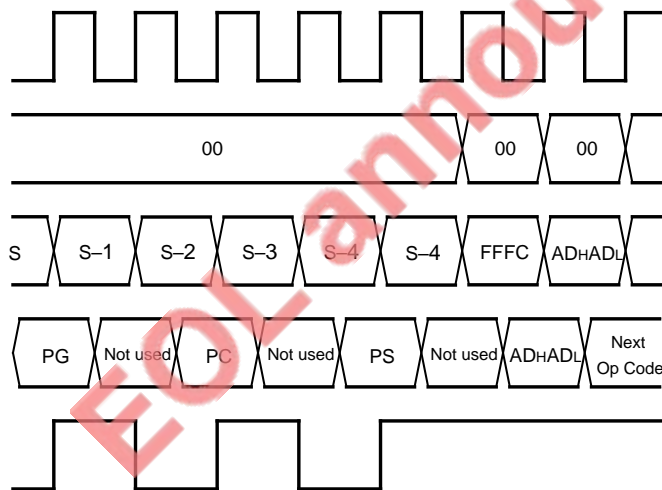 00 00 00
S S–1 S–2 S–3 S–4 S–4 FFFC ADHADL
PG Not used PC Not used PS Not used ADHADL Next
Op Code
EOL annou